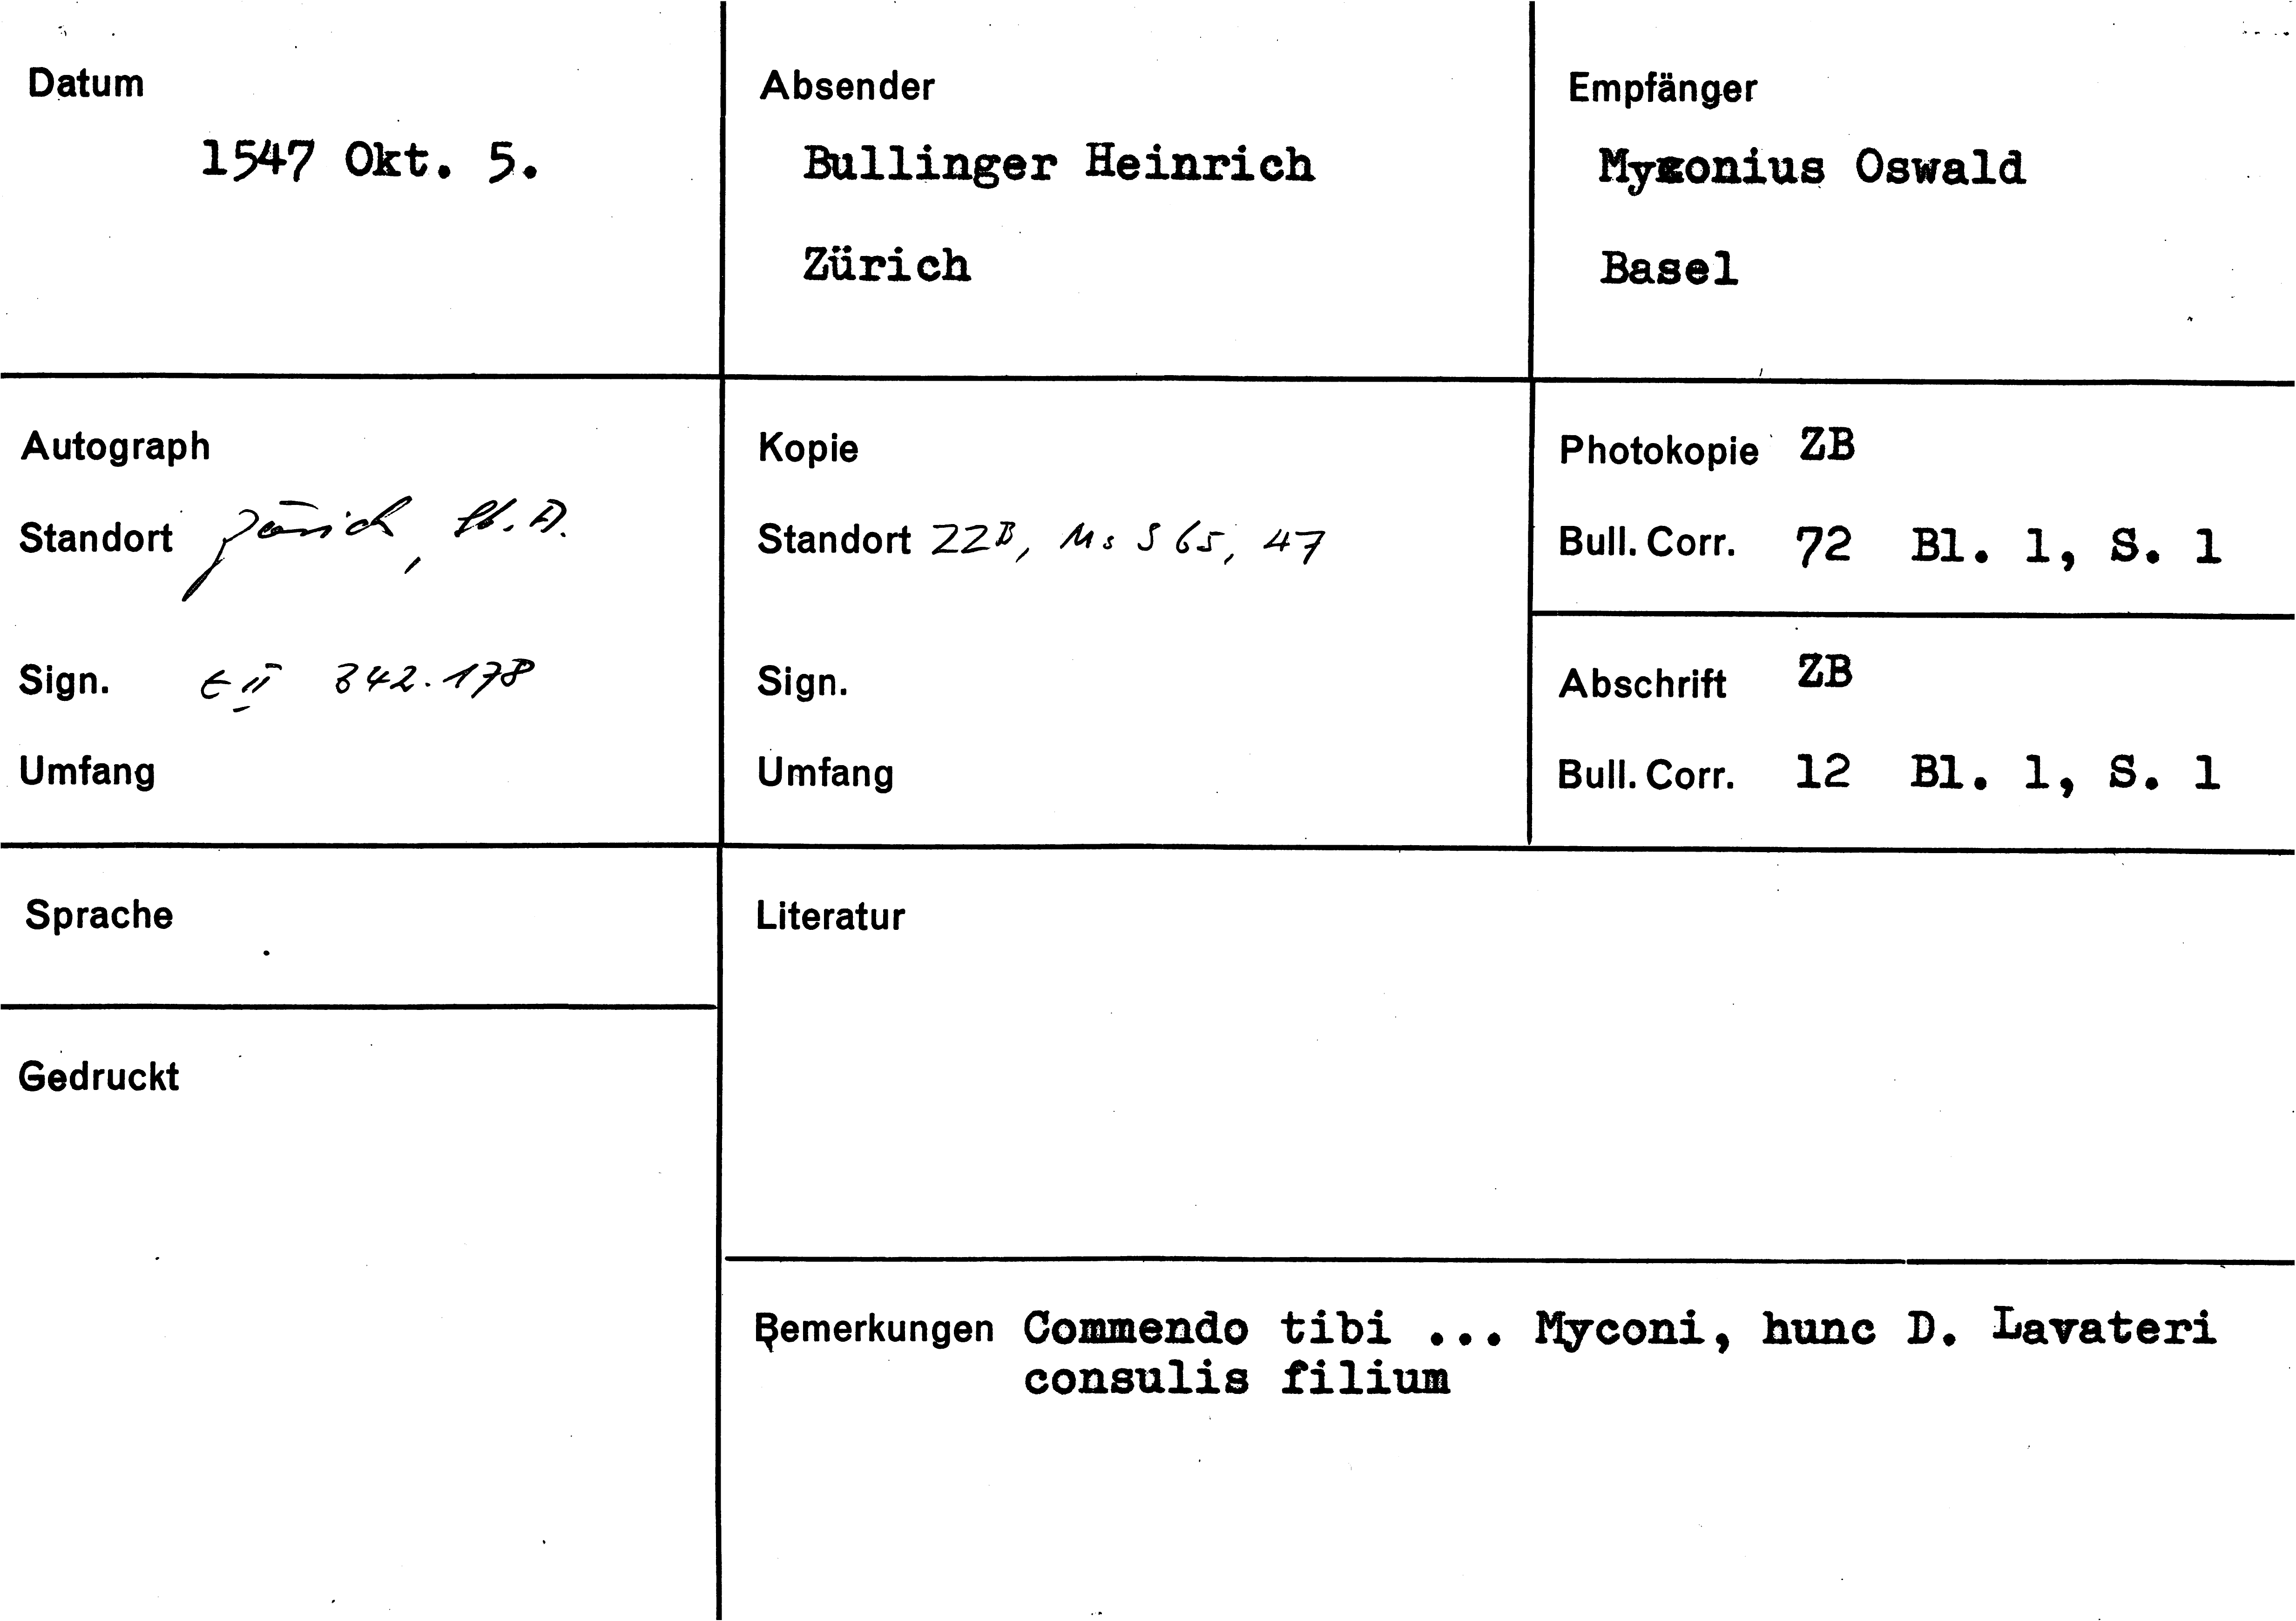 Datum
1547 Okt. 5.
Absender
Bullinger Heinrich
Zürich
Empfänger
Myconius Oswald
Basel
Autograph
Standort Zürich, St. A.
Sign. E II 342.178
Umfang
Kopie
Standort ZZB, Ms S 65, 47
Sign.
Umfang
Photokopie ZB
Bull. Corr. 72 Bl. 1, S. 1
Abschrift ZB
Bull. Corr. 12 Bl. 1, S. 1
Sprache
Gedruckt
Literatur
Bemerkungen Commendo tibi ... Myconi, hunc D. Lavateri
consulis filium